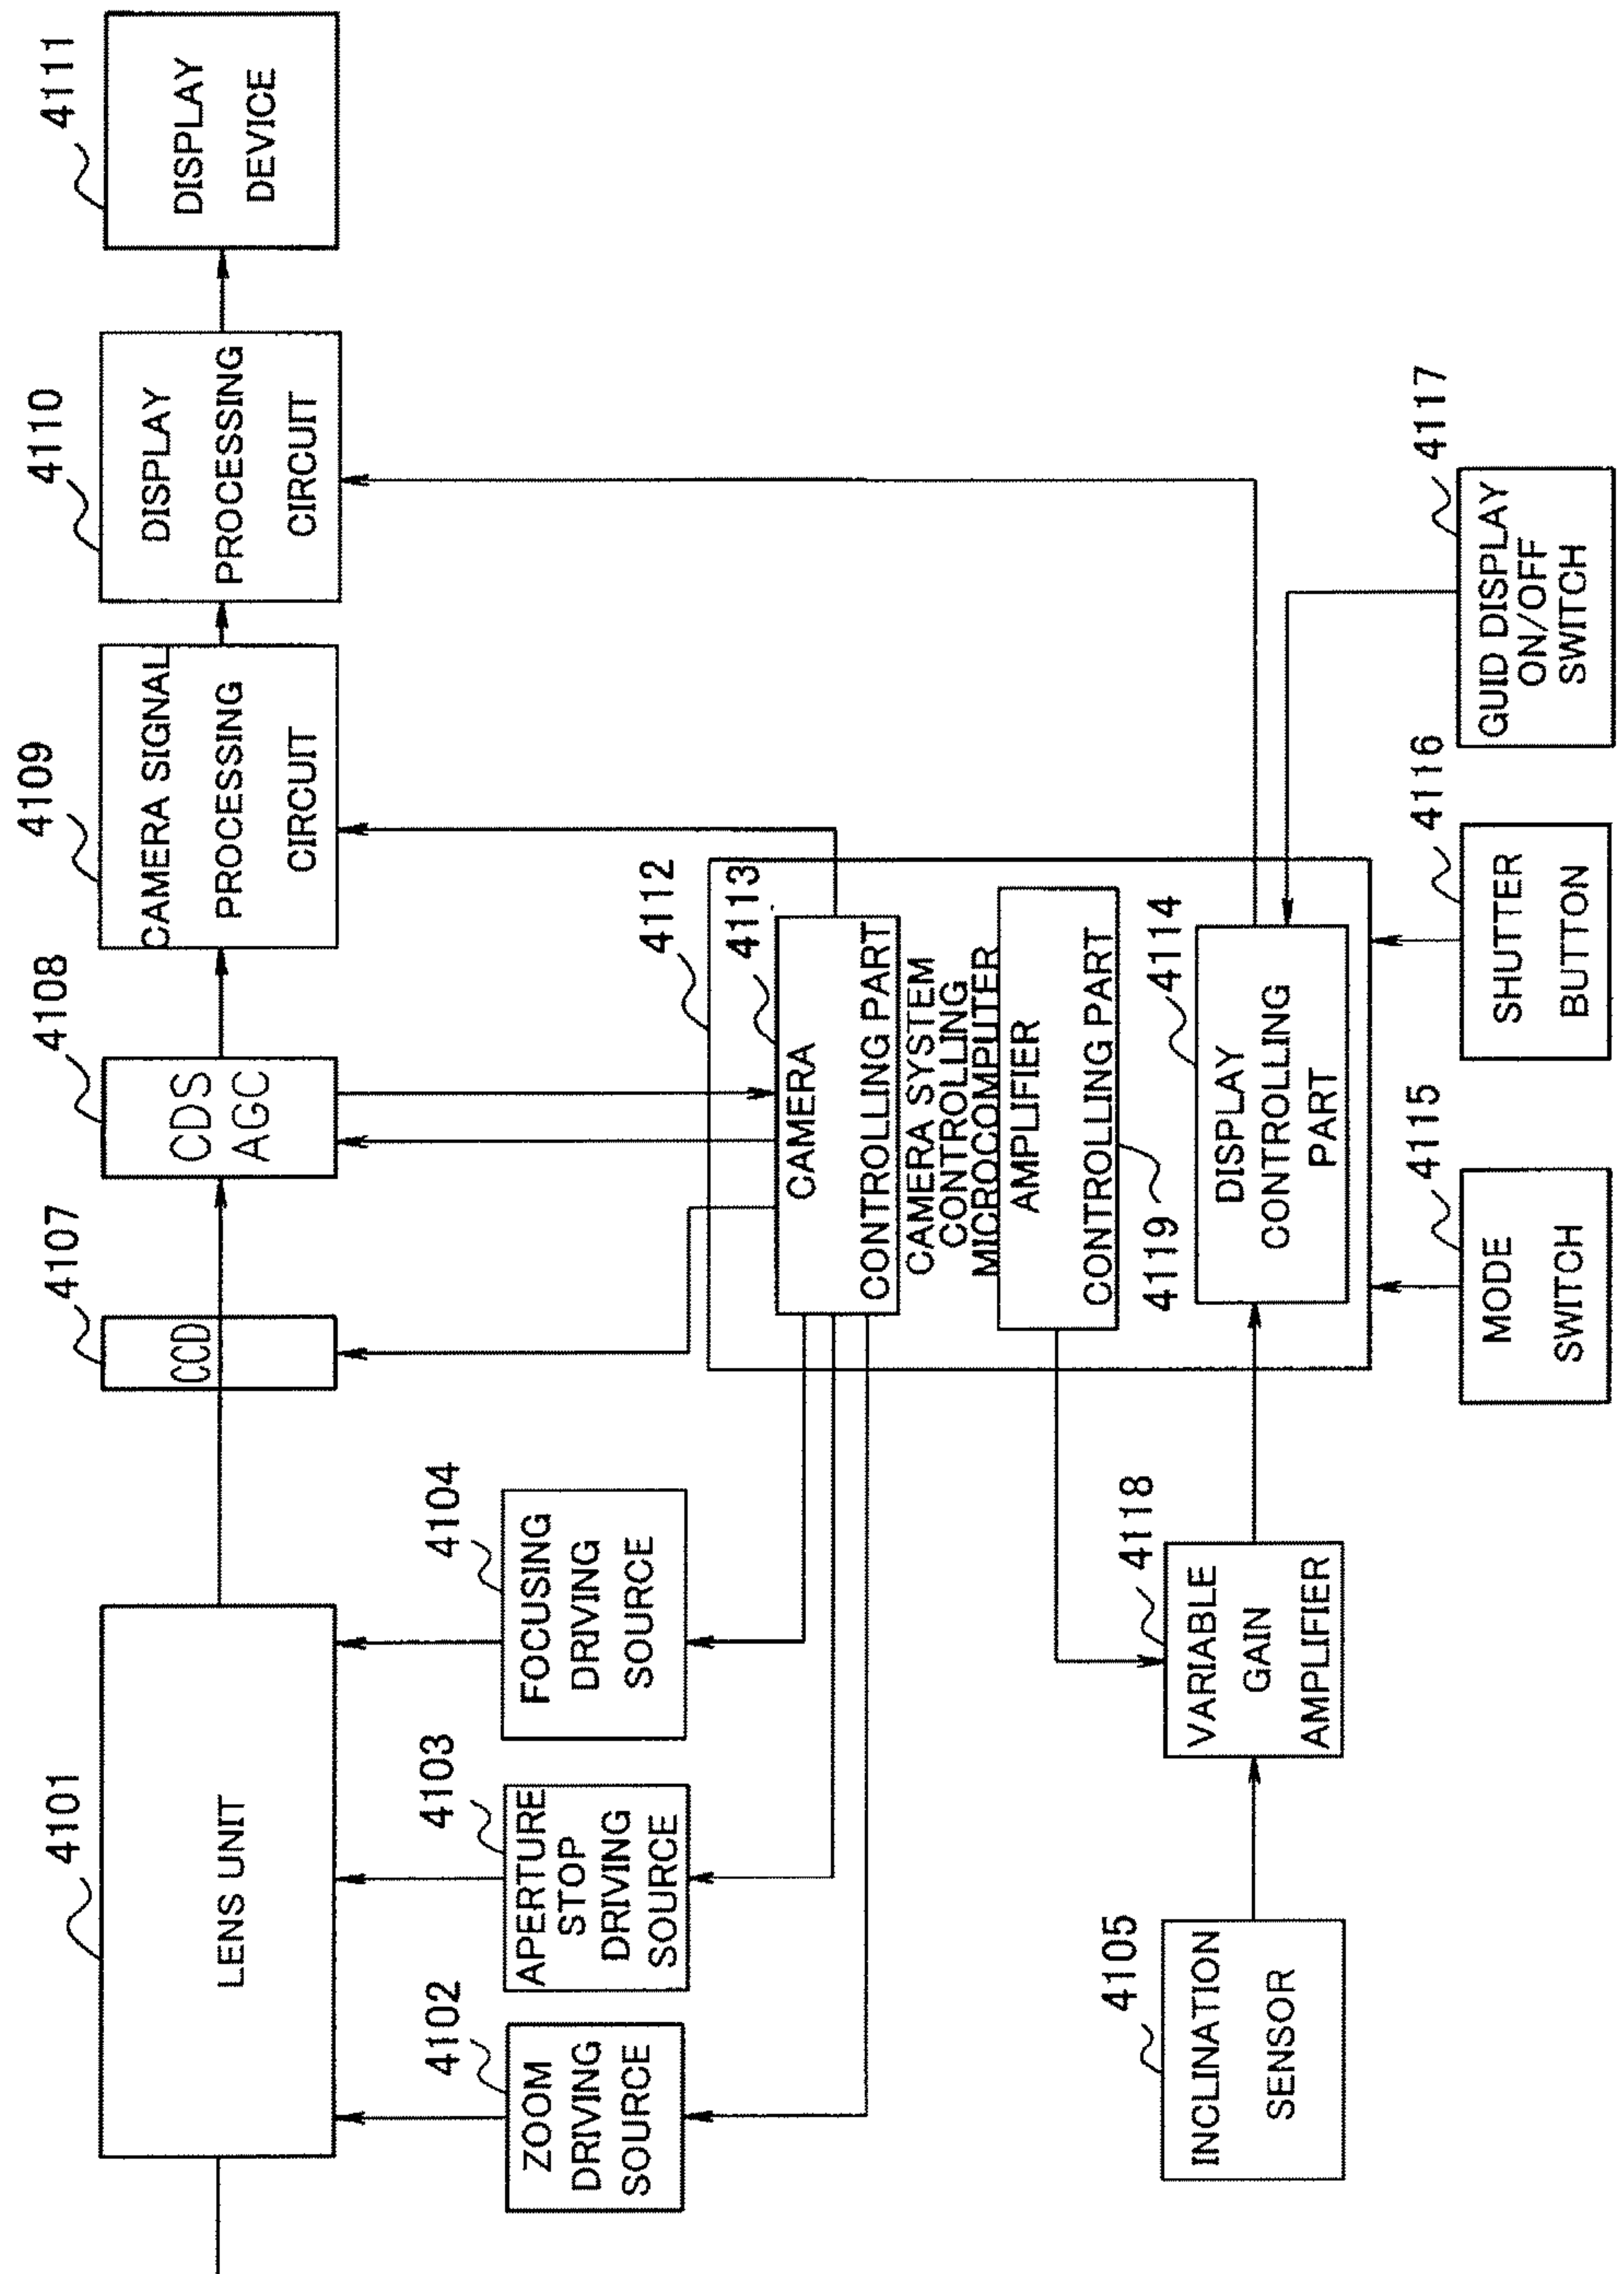 4101
LENS UNIT
4107
CCD
4108
CDS
AGC
4109
CAMERA SIGNAL
PROCESSING
CIRCUIT
4110
DISPLAY
PROCESSING
CIRCUIT
4111
DISPLAY
DEVICE
4102
ZOOM
DRIVING
SOURCE
4103
APERTURE
STOP
DRIVING
SOURCE
4104
FOCUSING
DRIVING
SOURCE
4112
4113
CAMERA
CONTROLLING PART
CAMERA SYSTEM
CONTROLLING
MICROCOMPUTER
AMPLIFIER
CONTROLLING PART
4119
4114
DISPLAY
CONTROLLING
PART
4105
INCLINATION
SENSOR
4118
VARIABLE
GAIN
AMPLIFIER
4115
MODE
SWITCH
4116
SHUTTER
BUTTON
4117
GUID DISPLAY
ON/OFF
SWITCH